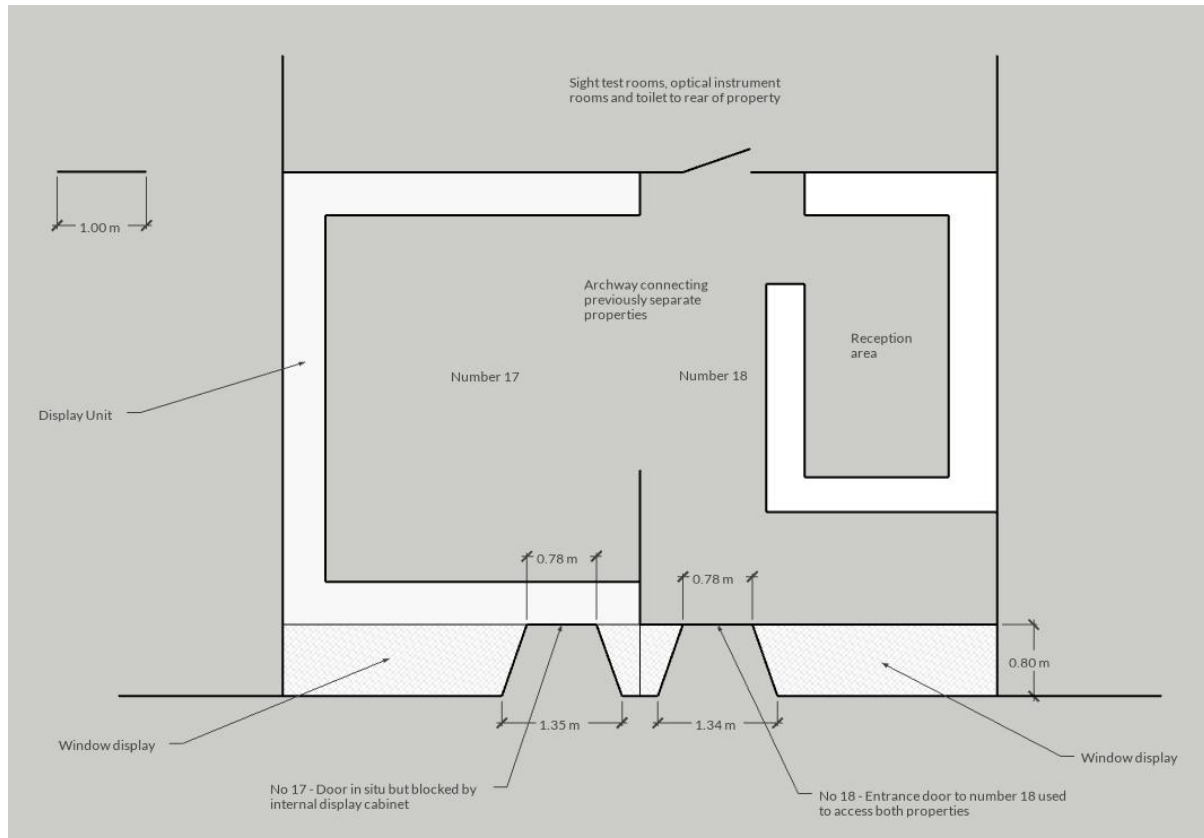 Sight test rooms, optical instrument
rooms and toilet to rear of property
1.00 m
Archway connecting
previously separate
properties
Reception
area
Number 17
Number 18
Display Unit
0.78 m
0.78 m
0.80 m
1.35 m
1.34 m
Window display
Window display
No 17 - Door in situ but blocked by
internal display cabinet
No 18 - Entrance door to number 18 used
to access both properties